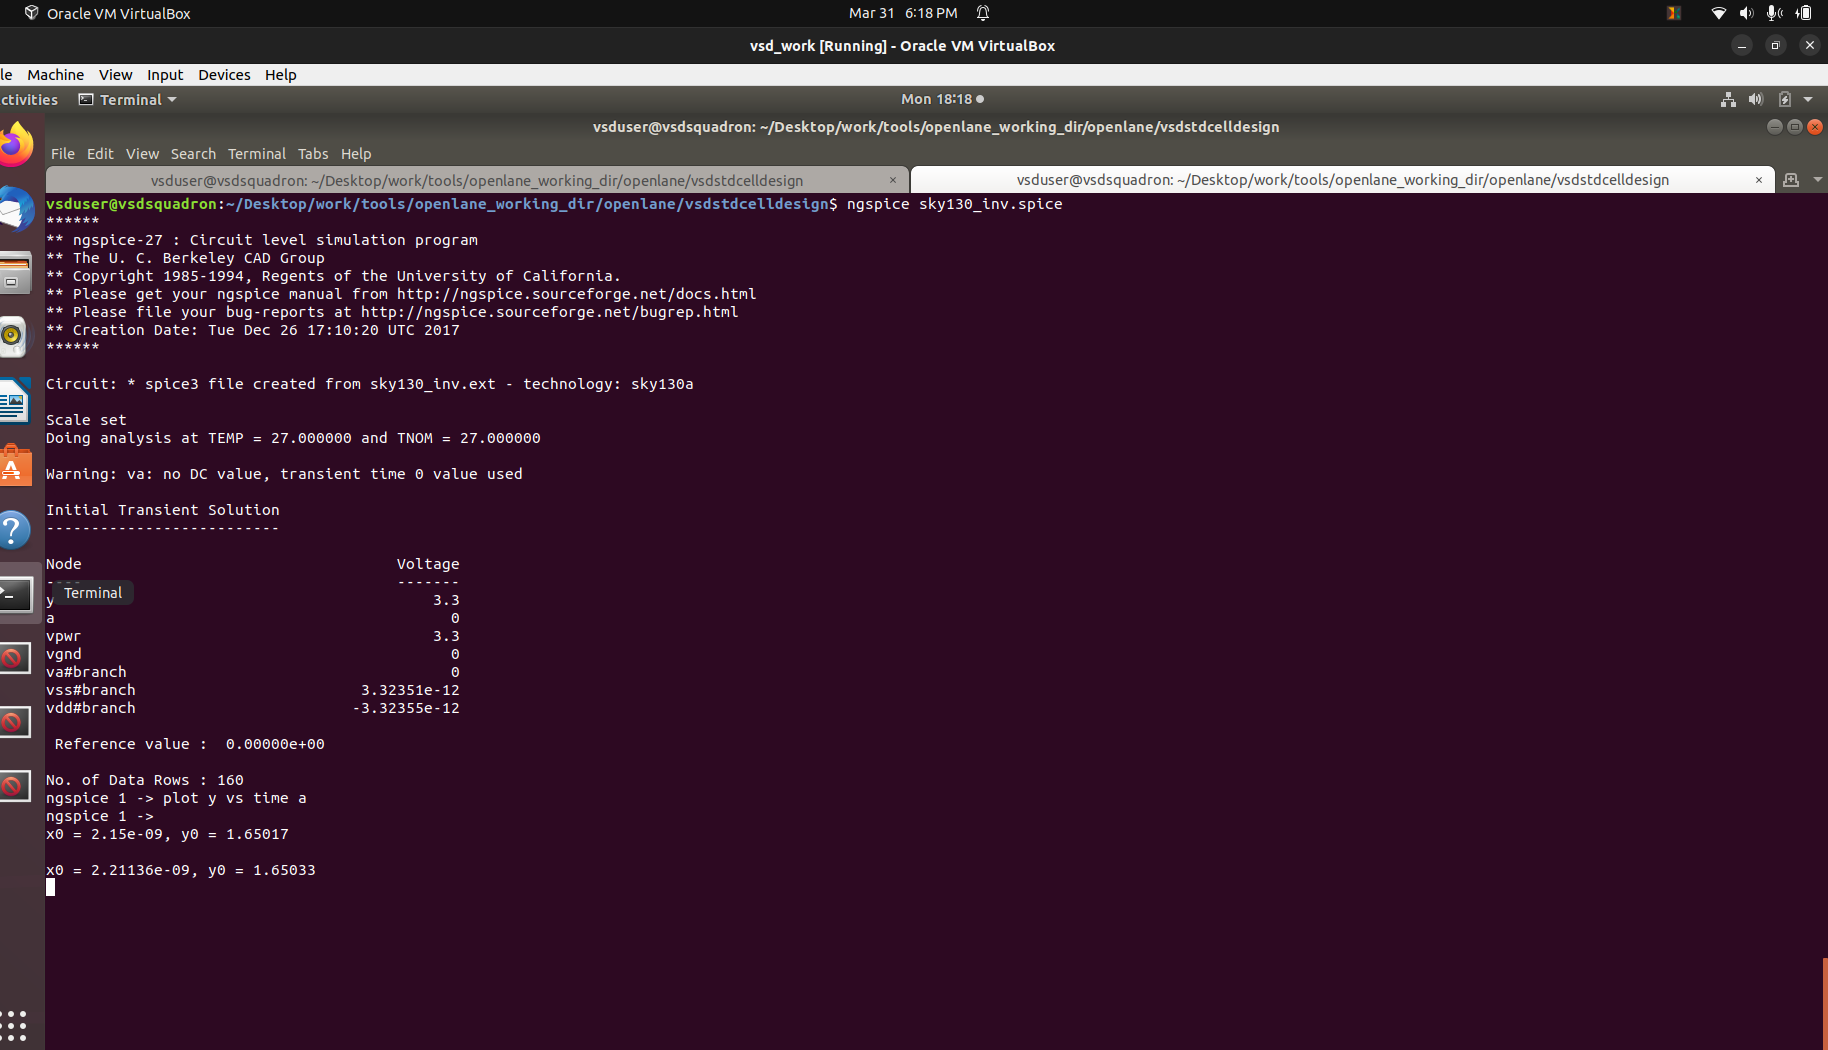 Oracle VM VirtualBox
Mar 31 6:18 PM
vsd_work [Running] - Oracle VM VirtualBox
le Machine View Input Devices Help
ctivities Terminal
Mon 18:18
vsduser@vsdsquadron: ~/Desktop/work/tools/openlane_working_dir/openlane/vsdstdcelldesign
File Edit View Search Terminal Tabs Help
vsduser@vsdsquadron: ~/Desktop/work/tools/openlane_working_dir/openlane/vsdstdcelldesign × vsduser@vsdsquadron: ~/Desktop/work/tools/openlane_working_dir/openlane/vsdstdcelldesign ×
vsduser@vsdsquadron:~/Desktop/work/tools/openlane_working_dir/openlane/vsdstdcelldesign$ ngspice sky130_inv.spice
******
** ngspice-27 : Circuit level simulation program
** The U. C. Berkeley CAD Group
** Copyright 1985-1994, Regents of the University of California.
** Please get your ngspice manual from http://ngspice.sourceforge.net/docs.html
** Please file your bug-reports at http://ngspice.sourceforge.net/bugrep.html
** Creation Date: Tue Dec 26 17:10:20 UTC 2017
******
Circuit: * spice3 file created from sky130_inv.ext - technology: sky130a
Scale set
Doing analysis at TEMP = 27.000000 and TNOM = 27.000000
Warning: va: no DC value, transient time 0 value used
Initial Transient Solution
--------------------------
Node Voltage
---- -------
Terminal
y 3.3
a 0
vpwr 3.3
vgnd 0
va#branch 0
vss#branch 3.32351e-12
vdd#branch -3.32355e-12
Reference value : 0.00000e+00
No. of Data Rows : 160
ngspice 1 -> plot y vs time a
ngspice 1 ->
x0 = 2.15e-09, y0 = 1.65017
x0 = 2.21136e-09, y0 = 1.65033